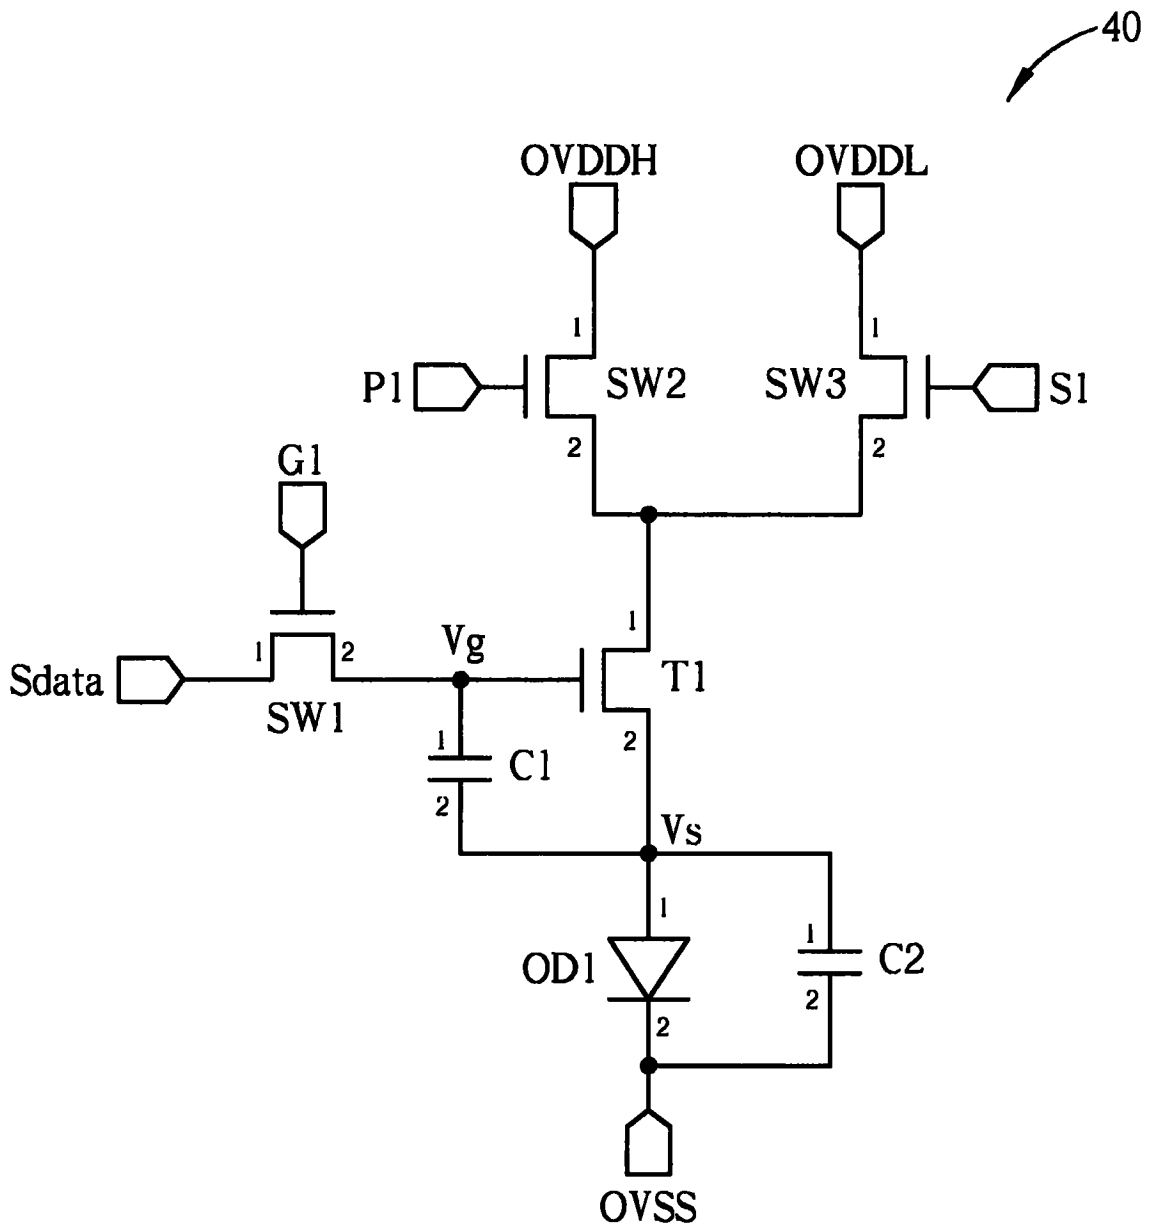 40
OVDDH OVDDL
1 1
P1 SW2 SW3 S1
2 2
G1
1
1 2 Vg
Sdata T1
SW1 2
1 C1
2
Vs
1
1
OD1 C2
2
2
OVSS